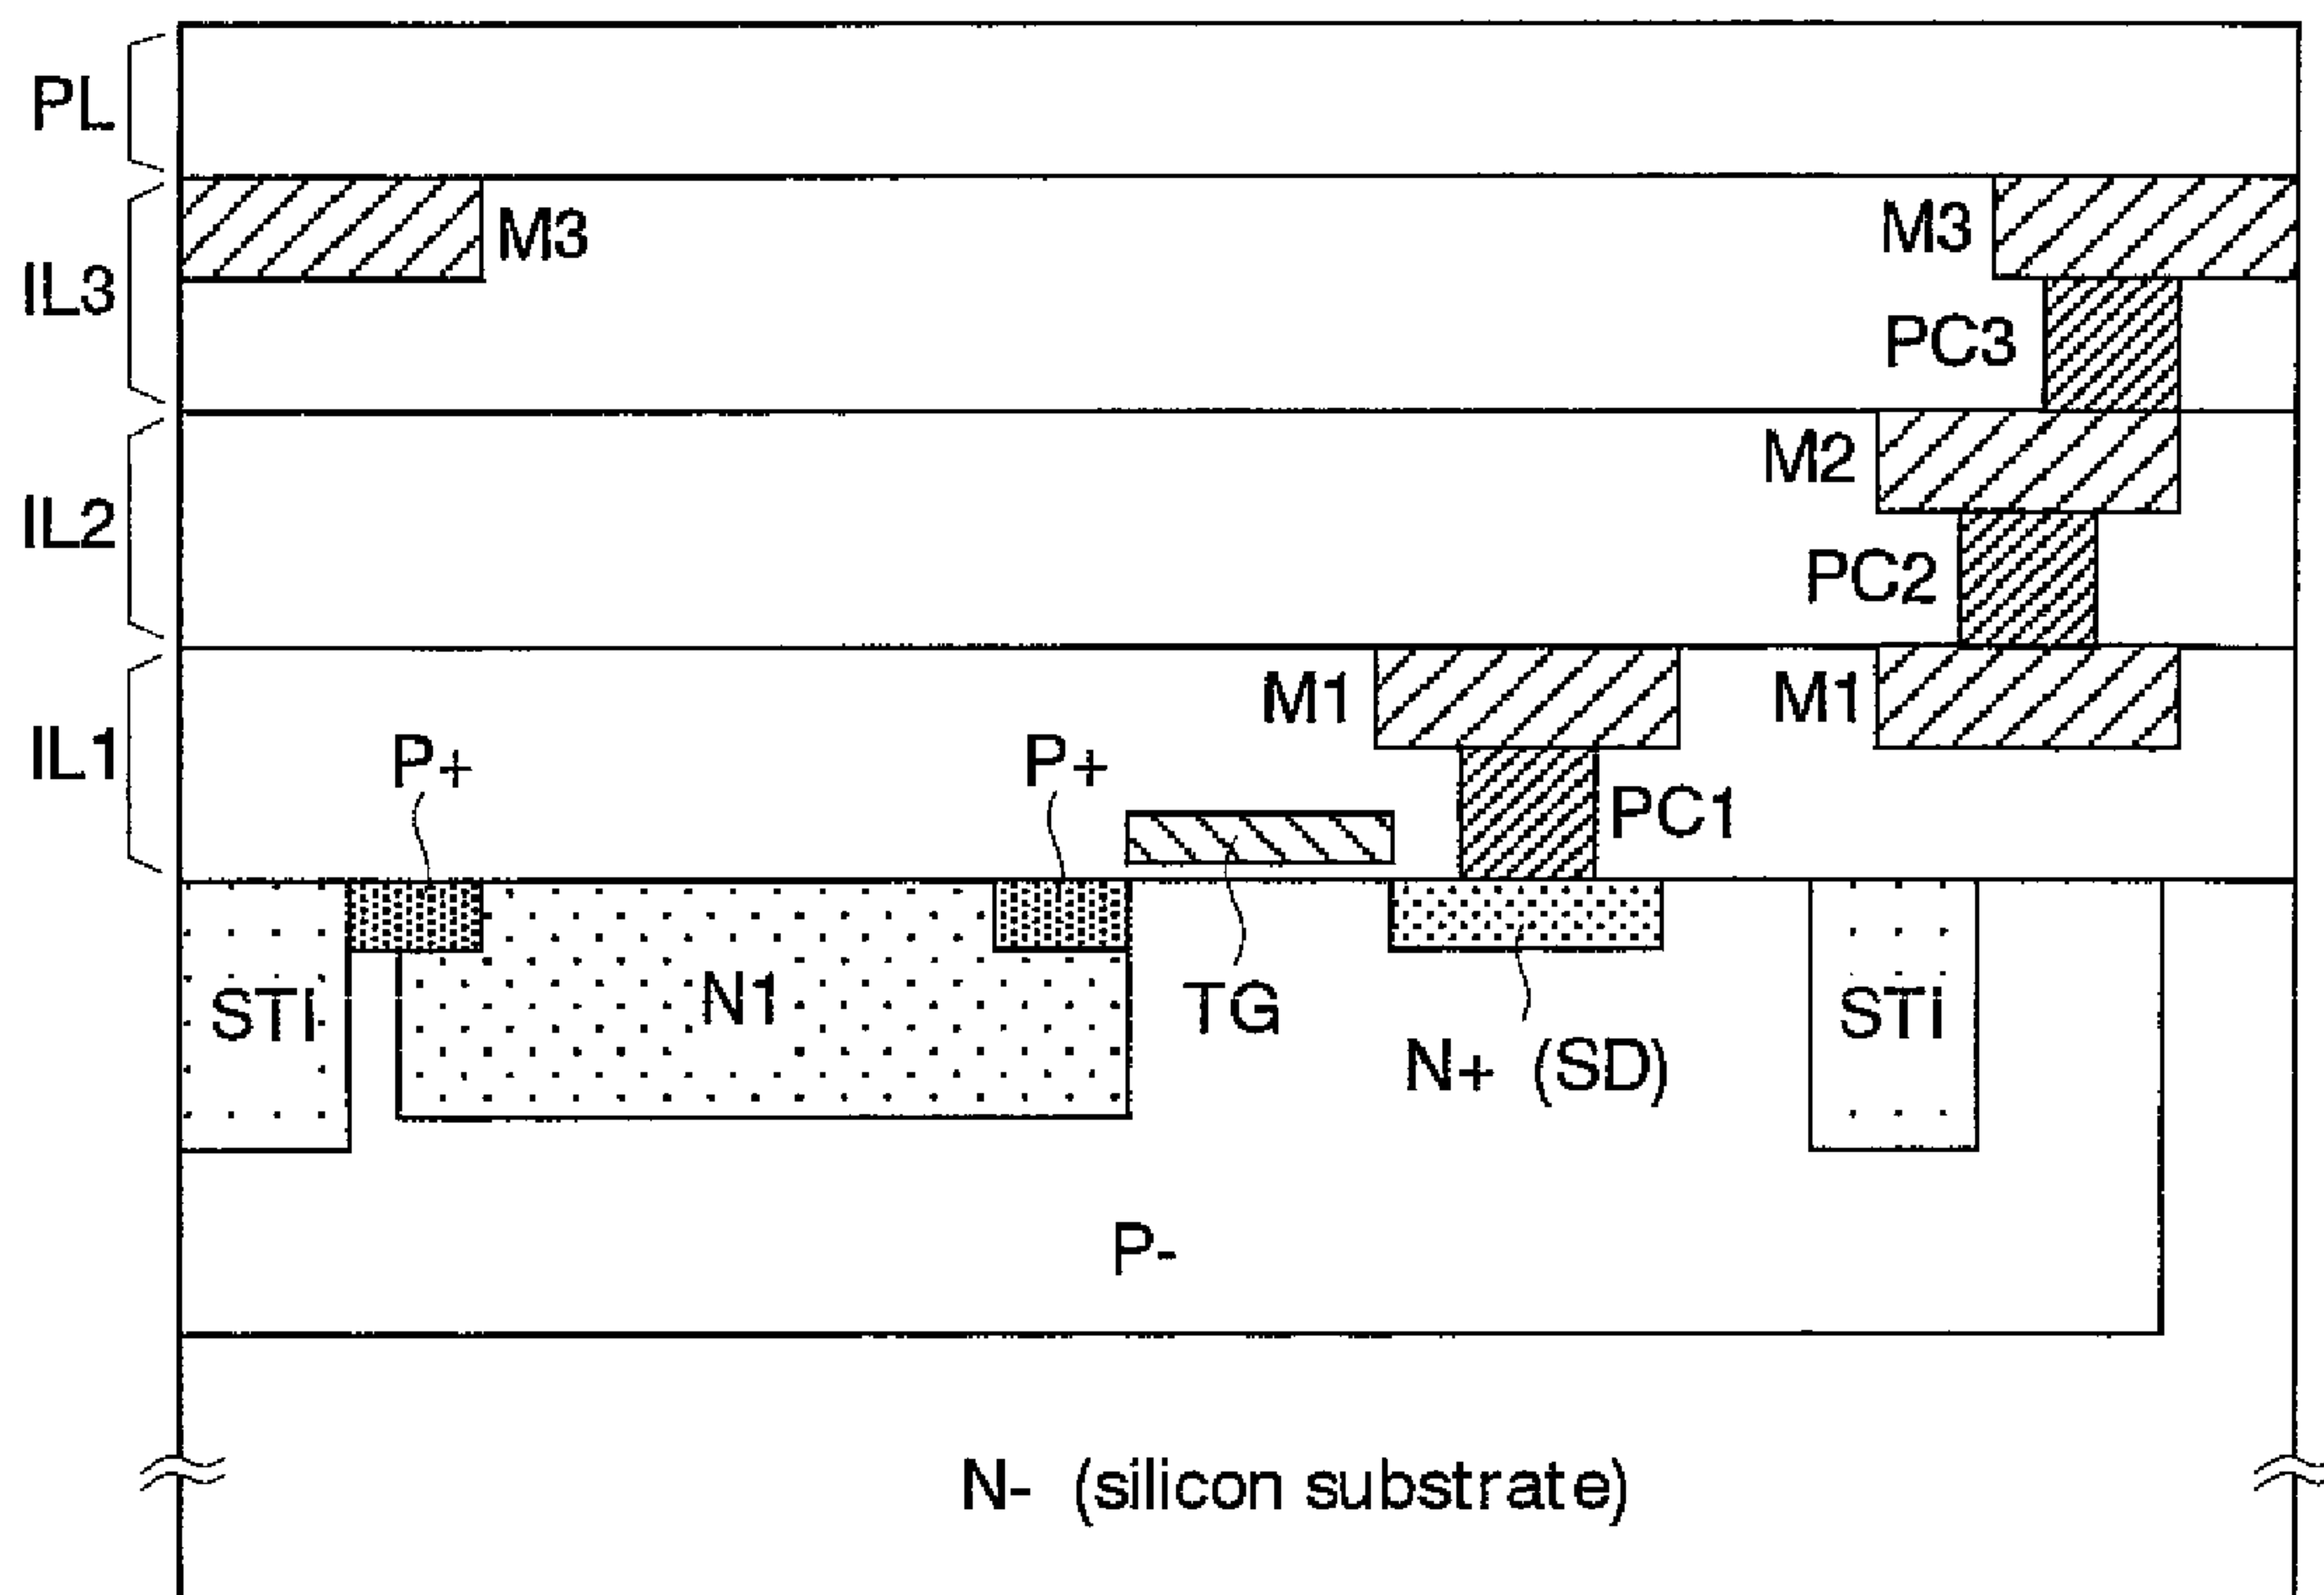 PL
M3
M3
IL3
PC3
M2
IL2
PC2
M1
M1
IL1
P+
P+
PC1
STI
N1
TG
STI
N+ (SD)
P-
N- (silicon substrate)